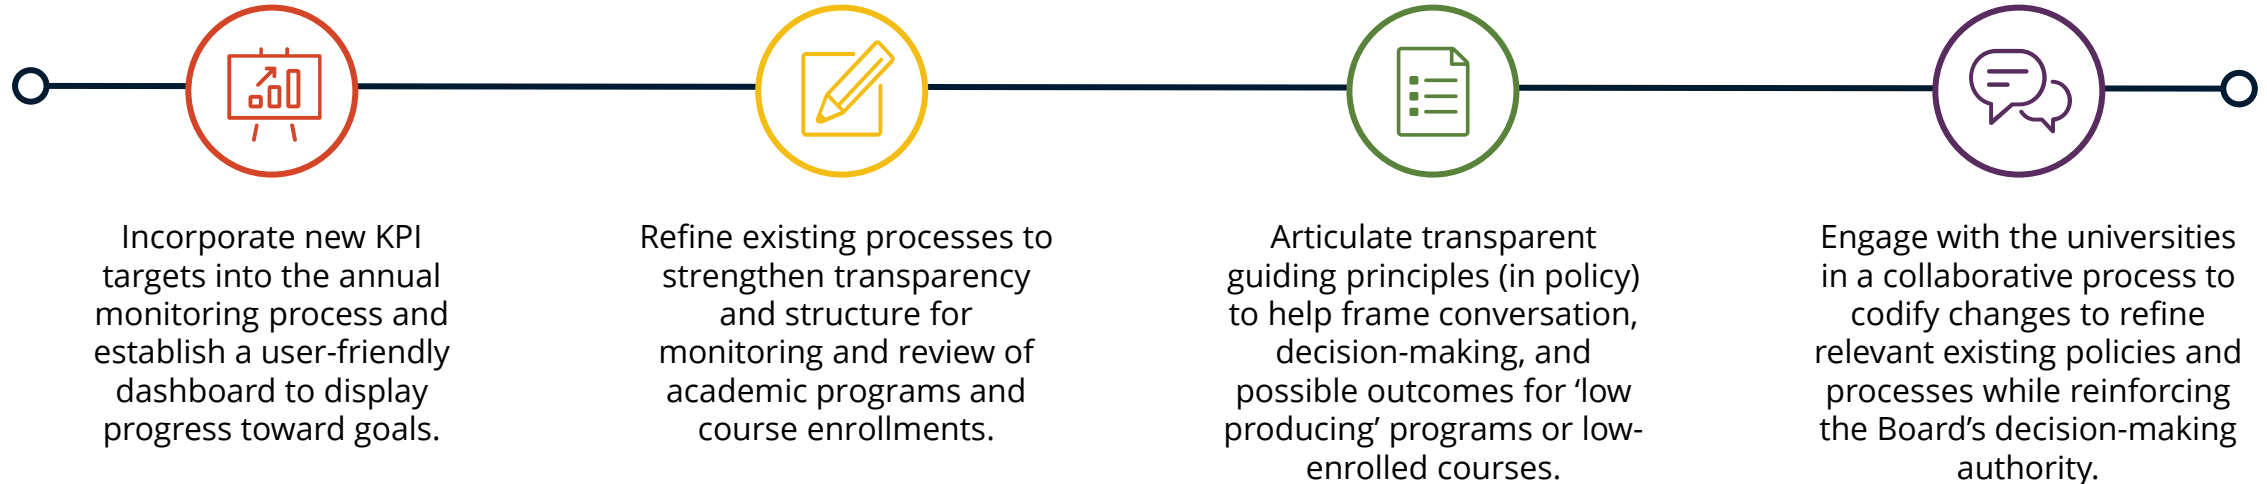 Incorporate new KPI
targets into the annual
monitoring process and
establish a user-friendly
dashboard to display
progress toward goals.
Refine existing processes to
strengthen transparency
and structure for
monitoring and review of
academic programs and
course enrollments.
Articulate transparent
guiding principles (in policy)
to help frame conversation,
decision-making, and
possible outcomes for ‘low
producing’ programs or low-
enrolled courses.
Engage with the universities
in a collaborative process to
codify changes to refine
relevant existing policies and
processes while reinforcing
the Board’s decision-making
authority.